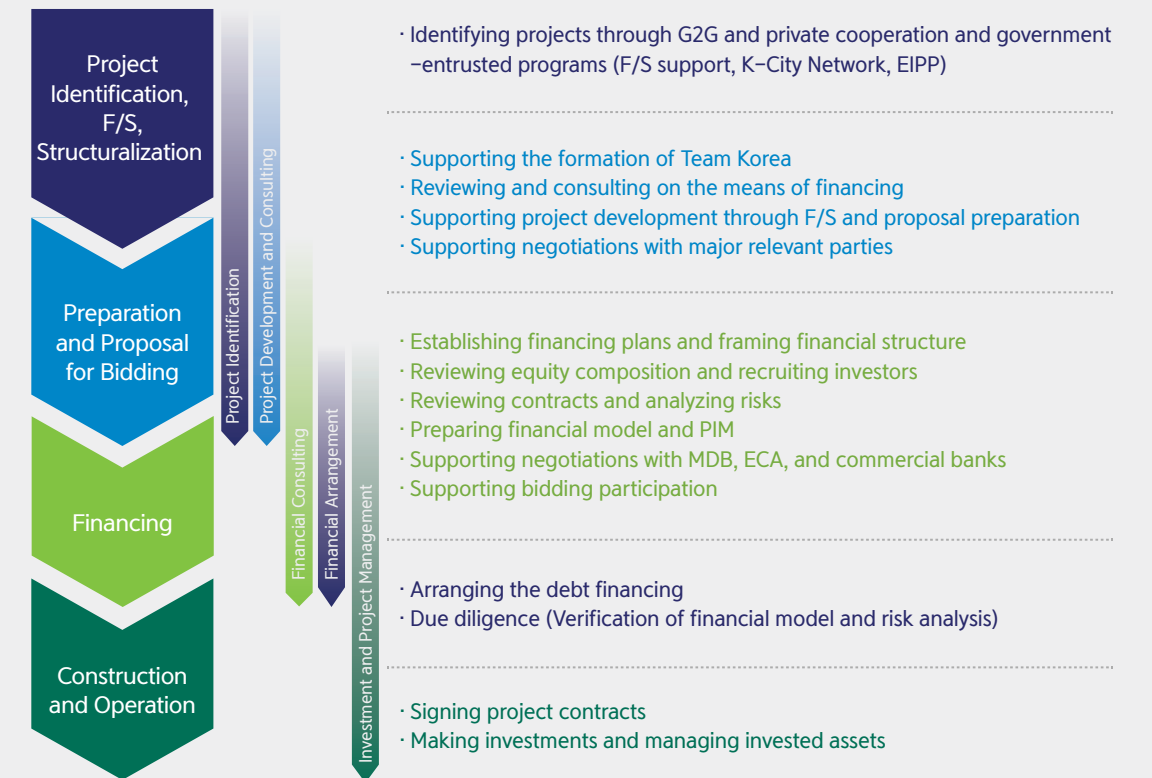 Project
Identification,
F/S,
Structuralization
Preparation
and Proposal
for Bidding
Financing
Construction
and Operation
Project Identification
Project Development and Consulting
Financial Consulting
Financial Arrangement
Investment and Project Management
· Identifying projects through G2G and private cooperation and government
–entrusted programs (F/S support, K–City Network, EIPP)
· Supporting the formation of Team Korea
· Reviewing and consulting on the means of financing
· Supporting project development through F/S and proposal preparation
· Supporting negotiations with major relevant parties
· Establishing financing plans and framing financial structure
· Reviewing equity composition and recruiting investors
· Reviewing contracts and analyzing risks
· Preparing financial model and PIM
· Supporting negotiations with MDB, ECA, and commercial banks
· Supporting bidding participation
· Arranging the debt financing
· Due diligence (Verification of financial model and risk analysis)
· Signing project contracts
· Making investments and managing invested assets